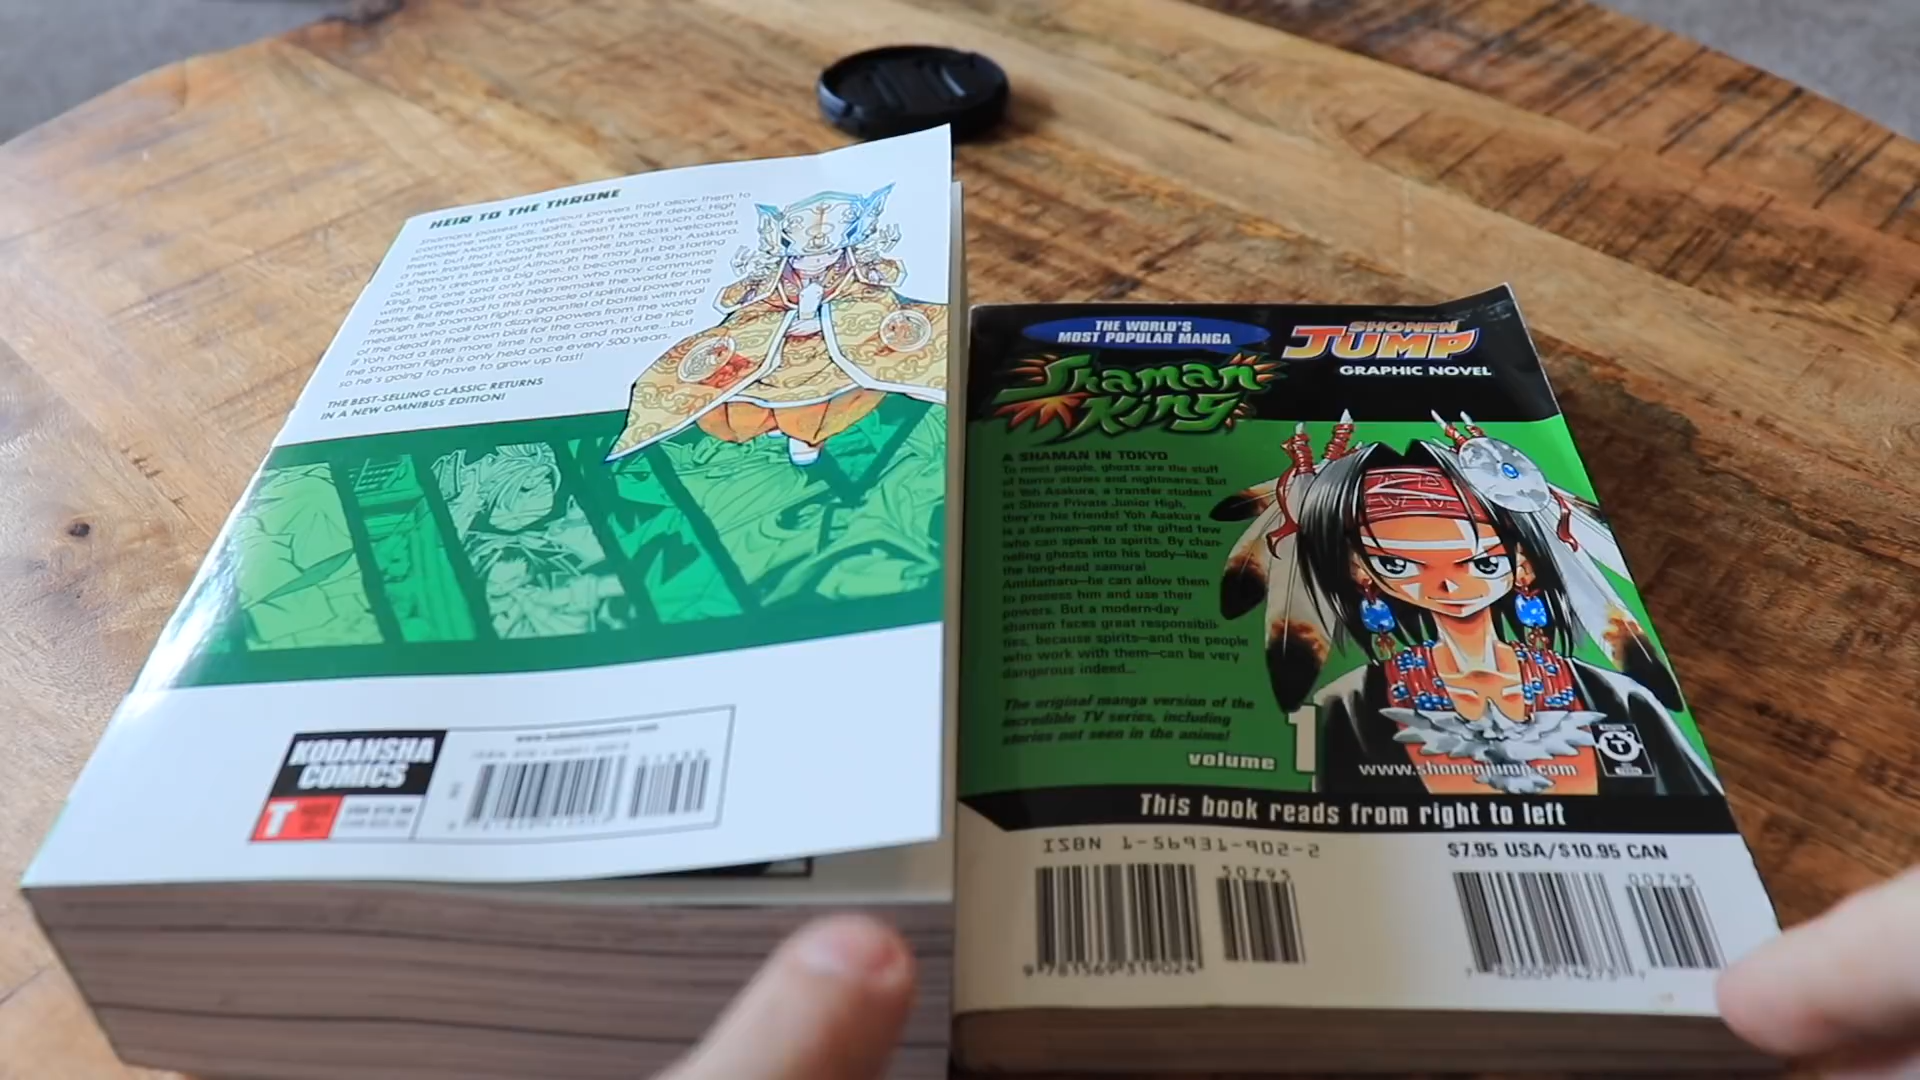 HEIR TO THE THRONE
Shamans possess mysterious powers that allow them to
commune with gods, spirits, and even the dead. High
schooler Manta Oyamada doesn't know much about
them, but that changes fast when his class welcomes
a new transfer student from remote Izumo: Yoh Asakura,
a shaman in training! Although he may just be starting
out, Yoh's dream is a big one: to become the Shaman
King, the one and only shaman who may commune
with the Great Spirit and help remake the world for the
better. But the road to this pinnacle of spiritual power runs
through the Shaman Fight: a gauntlet of battles with rival
mediums who call forth dizzying powers from the world
of the dead in their own bids for the crown. It'd be nice
if Yoh had a little more time to train and mature...but
the Shaman Fight is only held once every 500 years,
so he's going to have to grow up fast!
THE BEST-SELLING CLASSIC RETURNS
IN A NEW OMNIBUS EDITION!
KODANSHA
COMICS
T
THE WORLD'S
MOST POPULAR MANGA
SHONEN
JUMP
GRAPHIC NOVEL
Shaman
King
A SHAMAN IN TOKYO
To most people, ghosts are the stuff
of horror stories and nightmares. But
to Yoh Asakura, a transfer student
at Shinra Private Junior High,
they're his friends! Yoh Asakura
is a shaman—one of the gifted few
who can speak to spirits. By chan-
neling ghosts into his body—like
the long-dead samurai
Amidamaru—he can allow them
to possess him and use their
powers. But a modern-day
shaman faces great responsibili-
ties, because spirits—and the people
who work with them—can be very
dangerous indeed...
The original manga version of the
incredible TV series, including
stories not seen in the anime!
volume 1
www.shonenjump.com
T
This book reads from right to left
ISBN 1-56931-902-2
$7.95 USA/$10.95 CAN
50795
00795
9 781569 319024